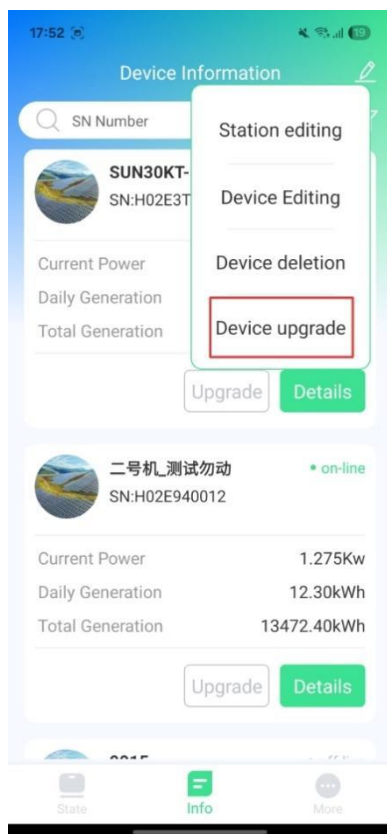 17:52
19
Device Information
SN Number
Station editing
Device Editing
Device deletion
Device upgrade
SUN30KT-
SN:H02E3T
Current Power
Daily Generation
Total Generation
Upgrade Details
二号机_测试勿动 on-line
SN:H02E940012
Current Power 1.275Kw
Daily Generation 12.30kWh
Total Generation 13472.40kWh
Upgrade Details
State Info More